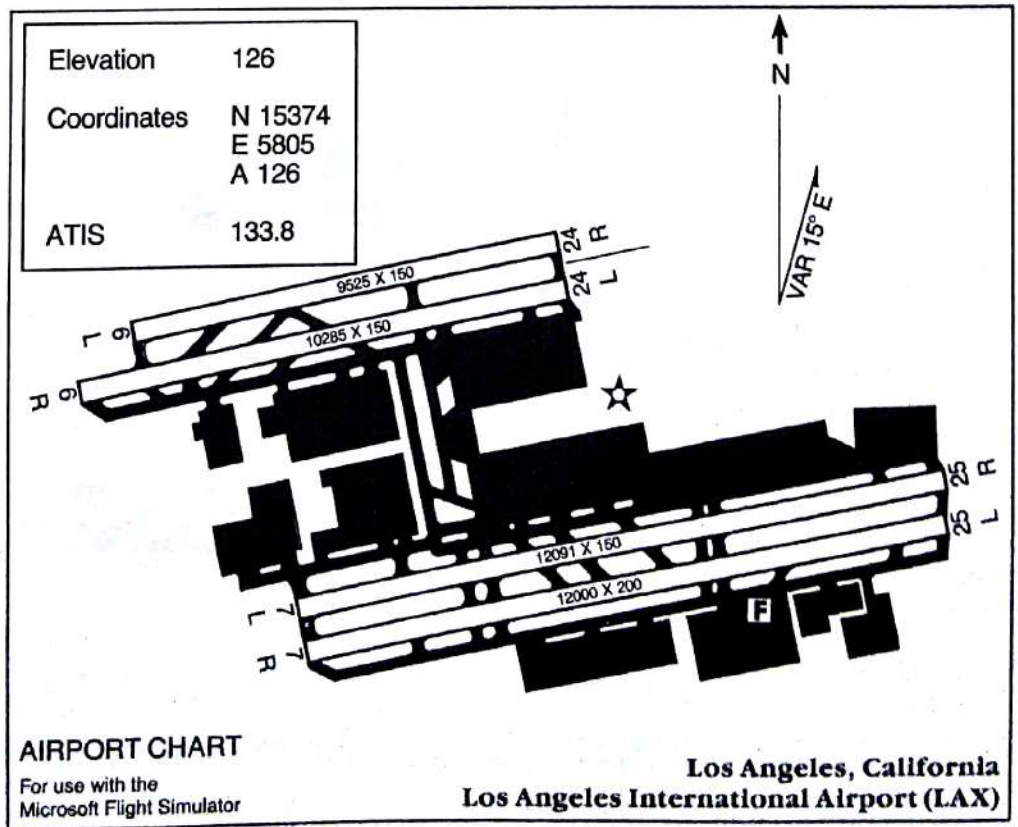 Elevation 126
Coordinates N 15374
E 5805
A 126
ATIS 133.8
N
VAR 15° E
24 R
24 L
9525 X 150
10285 X 150
6 L
6 R
25 R
25 L
12091 X 150
12000 X 200
7 L
7 R
F
AIRPORT CHART
For use with the
Microsoft Flight Simulator
Los Angeles, California
Los Angeles International Airport (LAX)